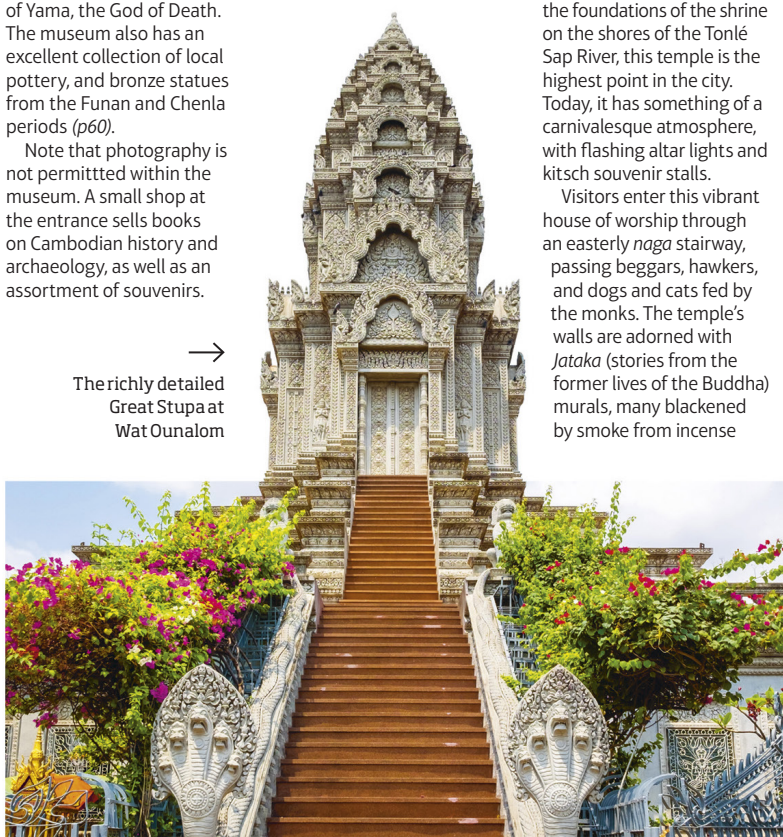 of Yama, the God of Death.
The museum also has an
excellent collection of local
pottery, and bronze statues
from the Funan and Chenla
periods (p60).
Note that photography is
not permittted within the
museum. A small shop at
the entrance sells books
on Cambodian history and
archaeology, as well as an
assortment of souvenirs.
The richly detailed
Great Stupa at
Wat Ounalom
the foundations of the shrine
on the shores of the Tonlé
Sap River, this temple is the
highest point in the city.
Today, it has something of a
carnivalesque atmosphere,
with flashing altar lights and
kitsch souvenir stalls.
Visitors enter this vibrant
house of worship through
an easterly naga stairway,
passing beggars, hawkers,
and dogs and cats fed by
the monks. The temple's
walls are adorned with
Jataka (stories from the
former lives of the Buddha)
murals, many blackened
by smoke from incense